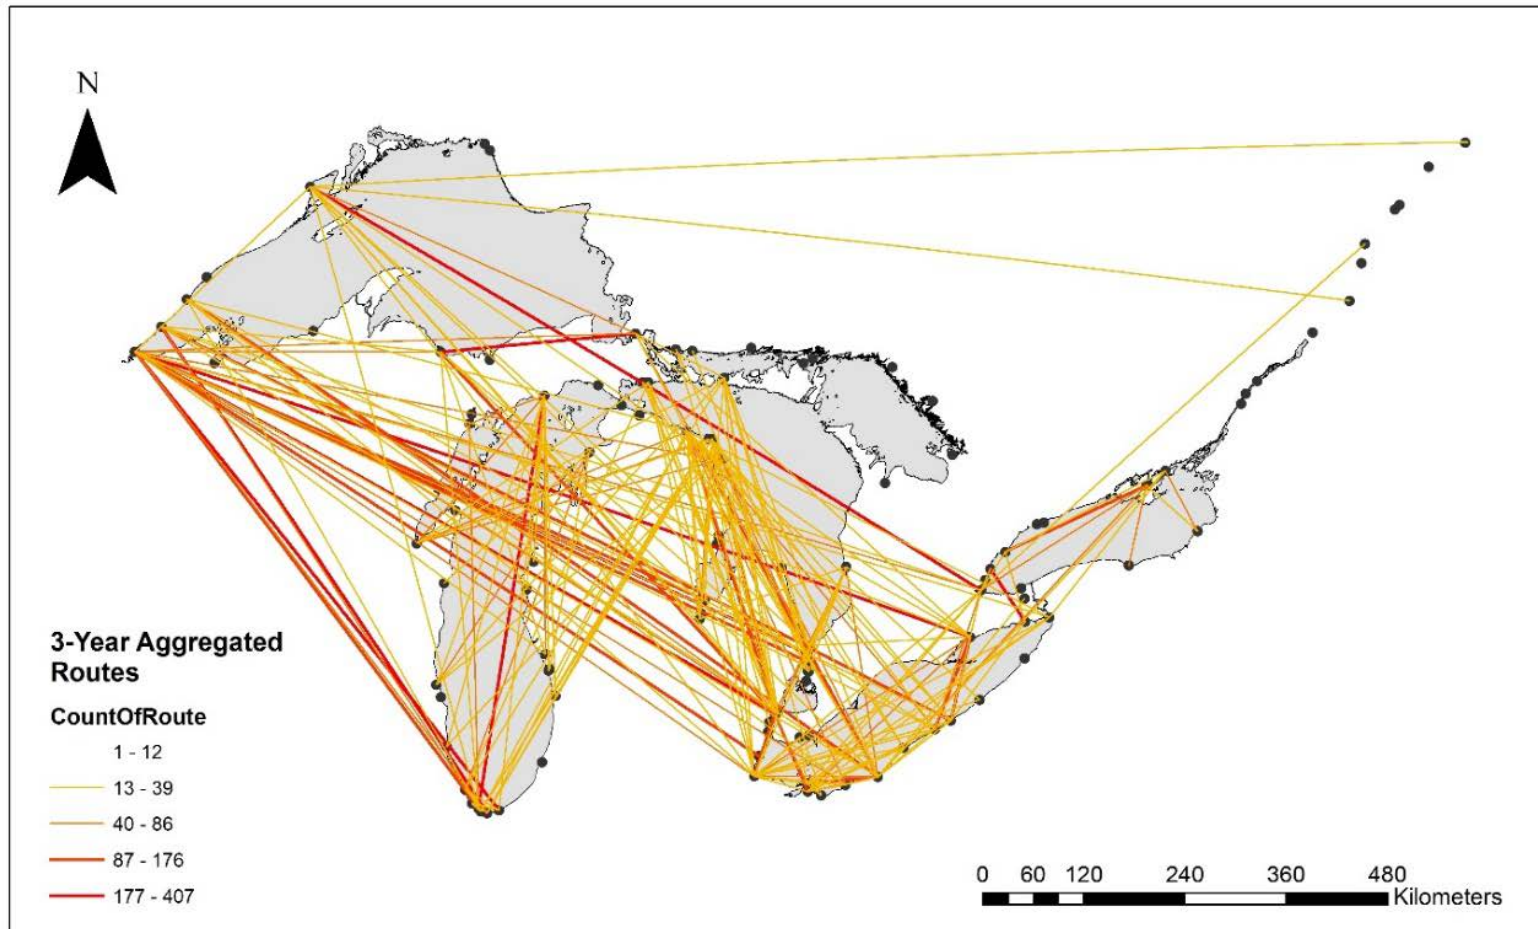 N
3-Year Aggregated
Routes
CountOfRoute
1 - 12
13 - 39
40 - 86
87 - 176
177 - 407
0 60 120 240 360 480
Kilometers